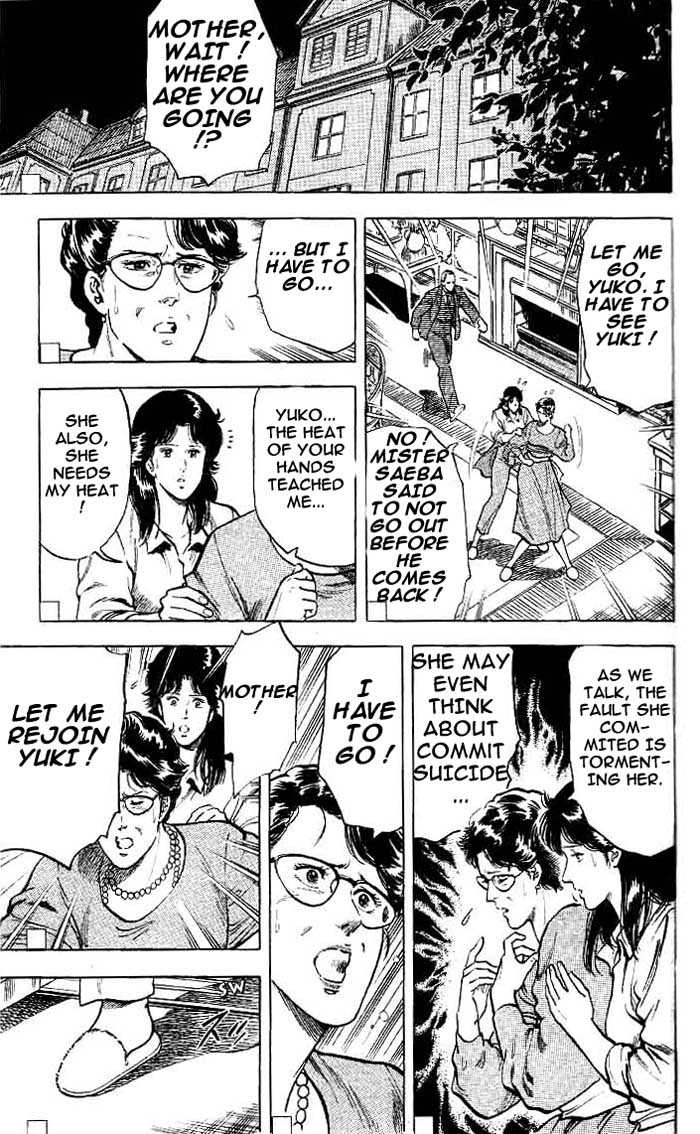 MOTHER,
WAIT!
WHERE
ARE YOU
GOING
!?
LET ME
GO,
YUKO. I
HAVE TO
SEE
YUKI!
NO!
MISTER
SAEBA
SAID
TO NOT
GO OUT
BEFORE
HE
COMES
BACK!
... BUT I
HAVE TO
GO...
YUKO...
THE HEAT
OF YOUR
HANDS
TEACHED
ME...
SHE
ALSO,
SHE
NEEDS
MY HEAT
!
AS WE
TALK, THE
FAULT SHE
COM-
MITED IS
TORMENT-
ING HER.
SHE MAY
EVEN
THINK
ABOUT
COMMIT
SUICIDE
...
I
HAVE
TO
GO!
MOTHER
!
LET ME
REJOIN
YUKI!
SW
ズリ